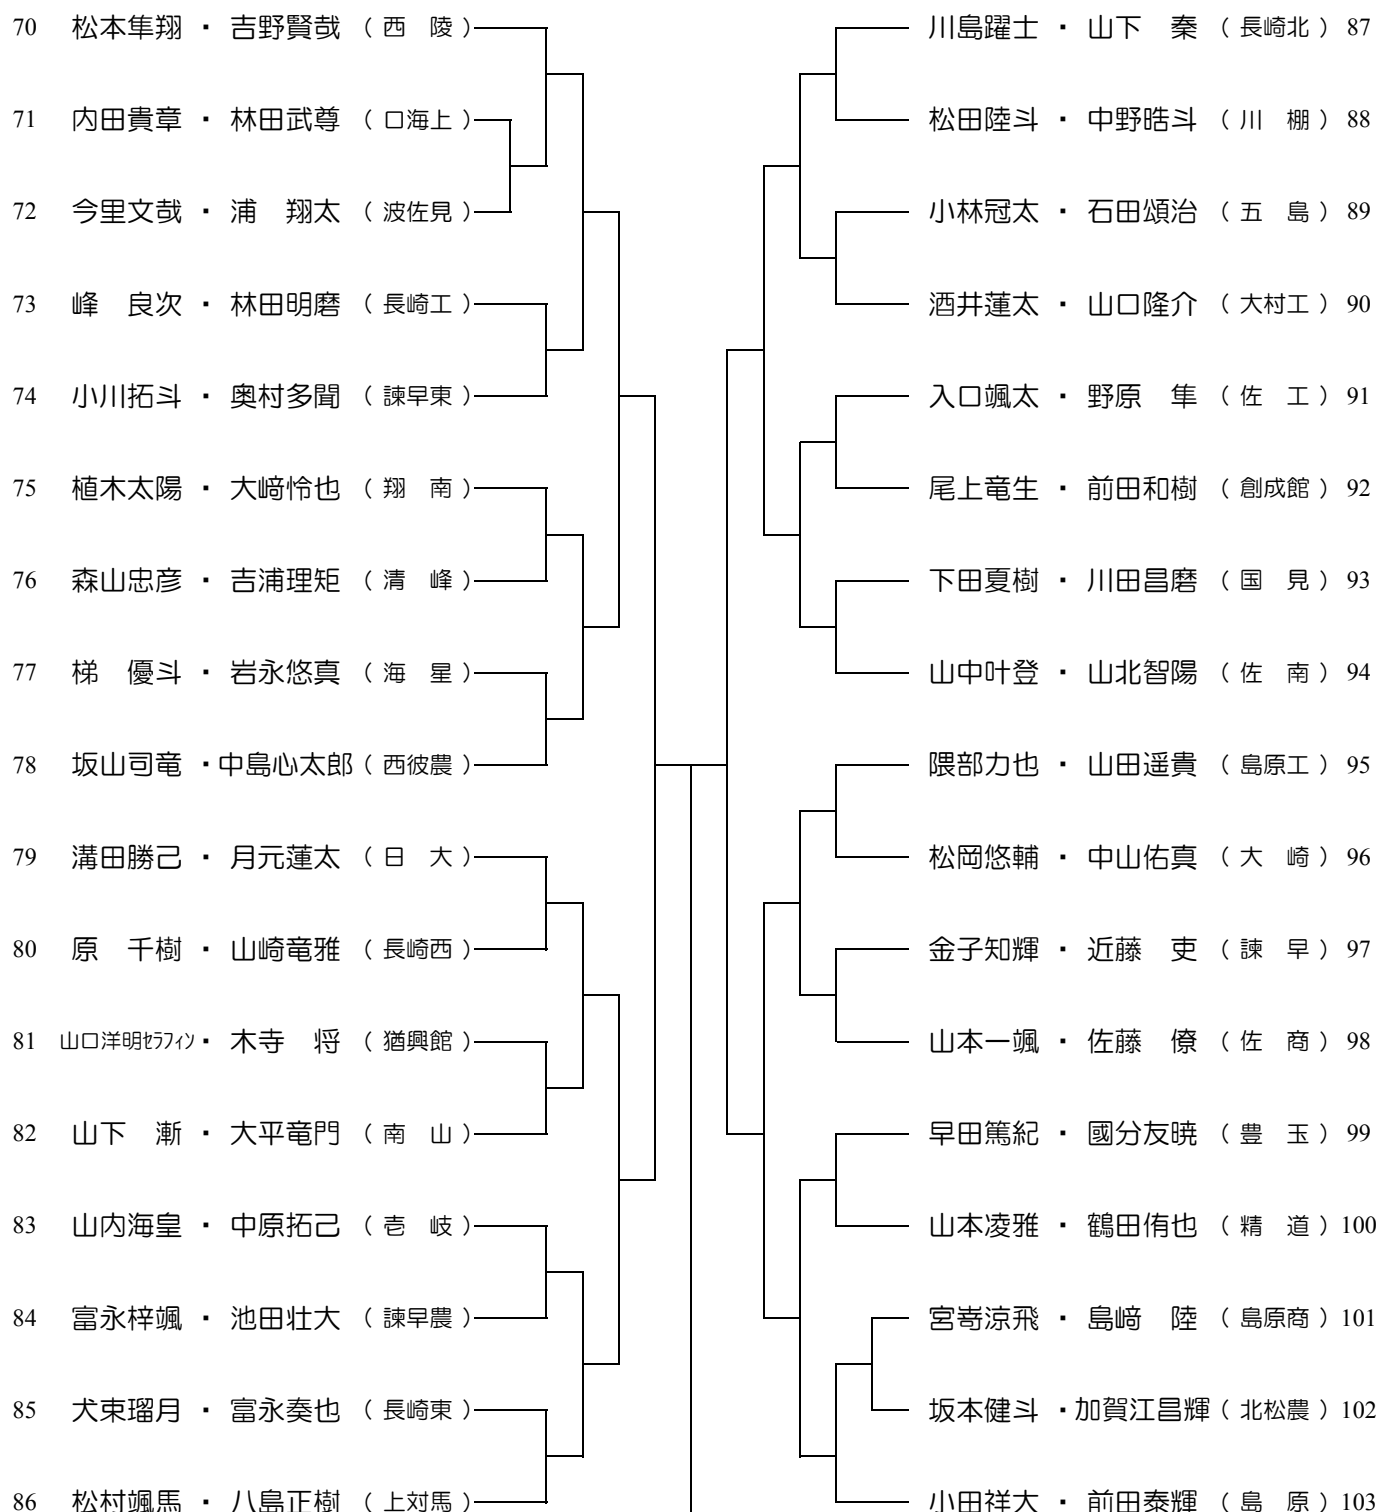 70 松本隼翔 ・ 吉野賢哉 （ 西　陵 ）
71 内田貴章 ・ 林田武尊 （ 口海上 ）
72 今里文哉 ・ 浦　翔太 （ 波佐見 ）
73 峰　良次 ・ 林田明磨 （ 長崎工 ）
74 小川拓斗 ・ 奥村多聞 （ 諫早東 ）
75 植木太陽 ・ 大﨑怜也 （ 翔　南 ）
76 森山忠彦 ・ 吉浦理矩 （ 清　峰 ）
77 梯　優斗 ・ 岩永悠真 （ 海　星 ）
78 坂山司竜 ・中島心太郎（ 西彼農 ）
79 溝田勝己 ・ 月元蓮太 （ 日　大 ）
80 原　千樹 ・ 山崎竜雅 （ 長崎西 ）
81 山口洋明ｾﾗﾌｨﾝ・ 木寺　将 （ 猶興館 ）
82 山下　漸 ・ 大平竜門 （ 南　山 ）
83 山内海皇 ・ 中原拓己 （ 壱　岐 ）
84 富永梓颯 ・ 池田壮大 （ 諫早農 ）
85 犬束瑠月 ・ 富永奏也 （ 長崎東 ）
86 松村颯馬 ・ 八島正樹 （ 上対馬 ）
川島躍士 ・ 山下　秦 （ 長崎北 ） 87
松田陸斗 ・ 中野晧斗 （ 川　棚 ） 88
小林冠太 ・ 石田頌治 （ 五　島 ） 89
酒井蓮太 ・ 山口隆介 （ 大村工 ） 90
入口颯太 ・ 野原　隼 （ 佐　工 ） 91
尾上竜生 ・ 前田和樹 （ 創成館 ） 92
下田夏樹 ・ 川田昌磨 （ 国　見 ） 93
山中叶登 ・ 山北智陽 （ 佐　南 ） 94
隈部力也 ・ 山田遥貴 （ 島原工 ） 95
松岡悠輔 ・ 中山佑真 （ 大　崎 ） 96
金子知輝 ・ 近藤　吏 （ 諫　早 ） 97
山本一颯 ・ 佐藤　僚 （ 佐　商 ） 98
早田篤紀 ・ 國分友暁 （ 豊　玉 ） 99
山本凌雅 ・ 鶴田侑也 （ 精　道 ） 100
宮嵜涼飛 ・ 島﨑　陸 （ 島原商 ） 101
坂本健斗 ・加賀江昌輝（ 北松農 ） 102
小田祥大 ・ 前田泰輝 （ 島　原 ） 103